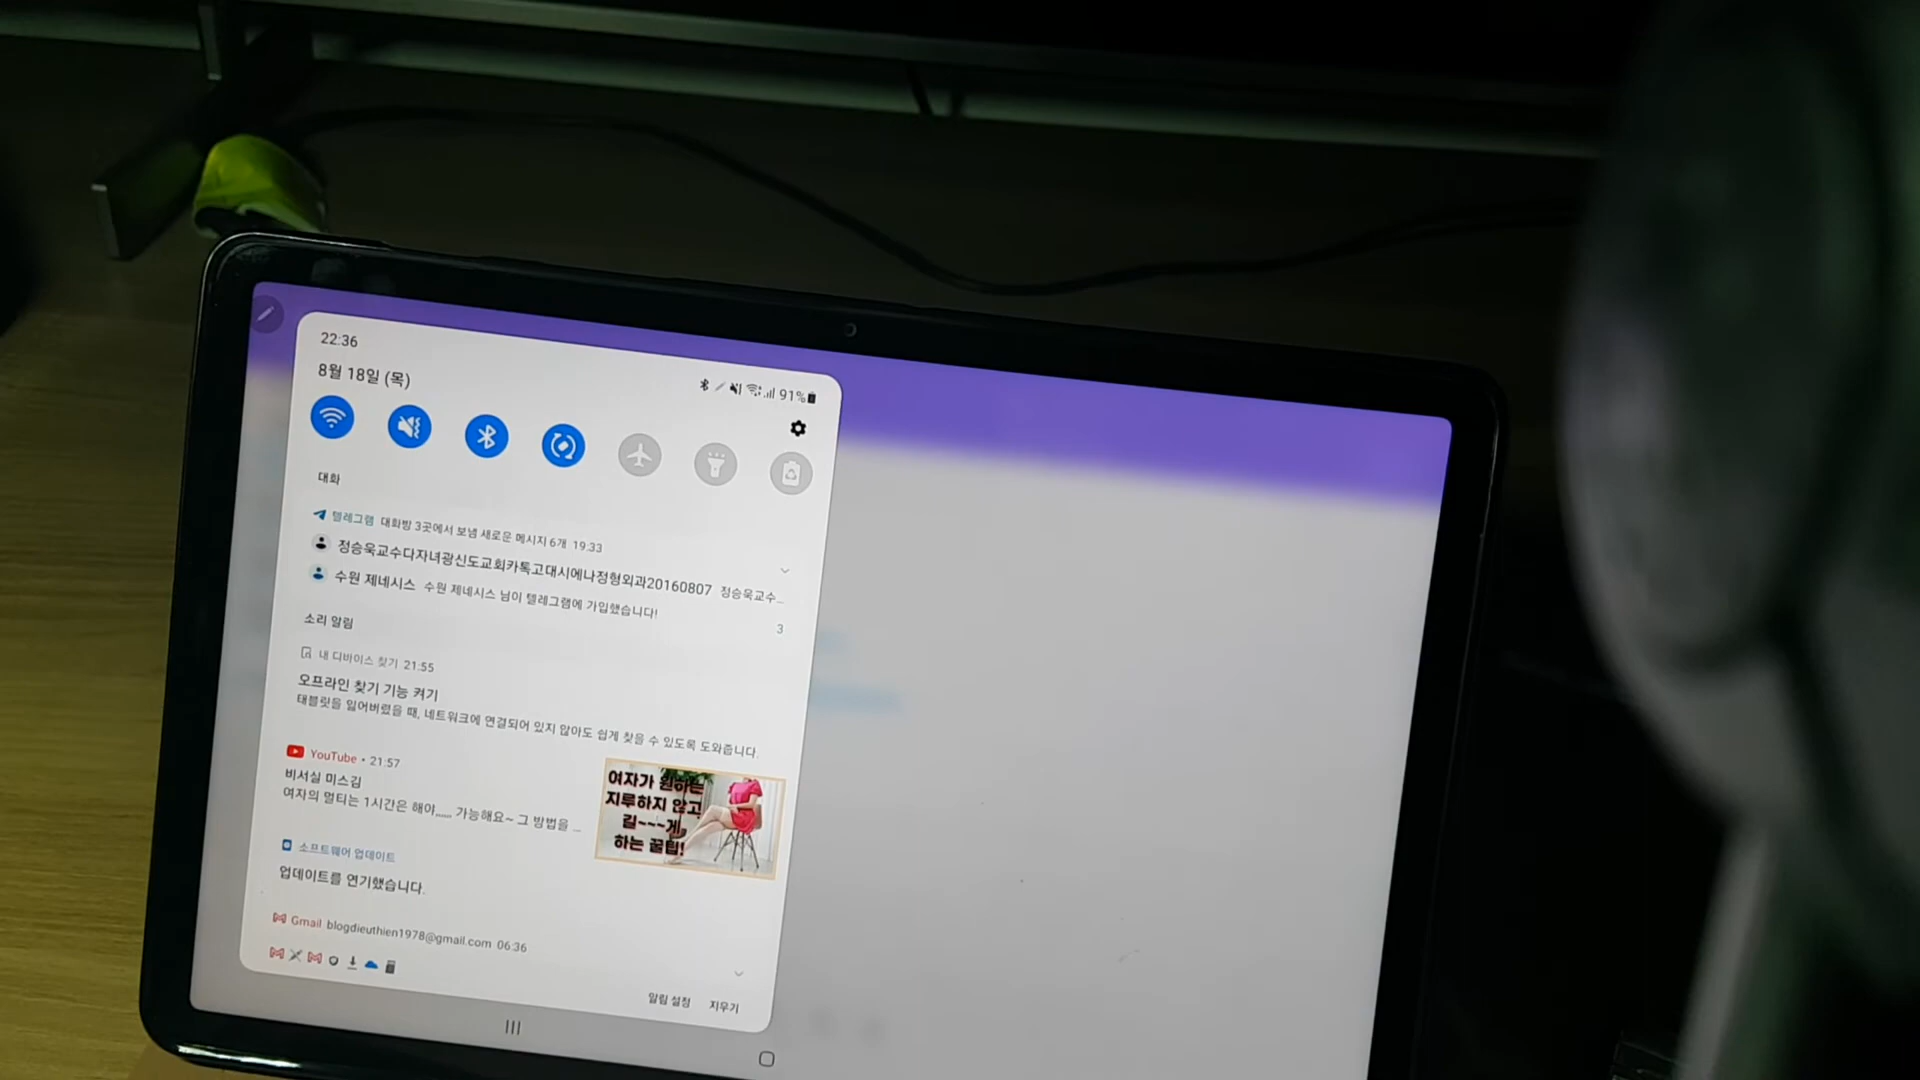 22:36
8월 18일 (목)
91%
대화
텔레그램 대화방 3곳에서 보냄 새로운 메시지 6개 19:33
정승욱교수다자녀광신도교회카톡고대시에나정형외과20160807 정승욱교수...
수원 제네시스 수원 제네시스 님이 텔레그램에 가입했습니다!
3
소리 알림
내 디바이스 찾기 21:55
오프라인 찾기 기능 켜기
태블릿을 잃어버렸을 때, 네트워크에 연결되어 있지 않아도 쉽게 찾을 수 있도록 도와줍니다.
YouTube • 21:57
비서실 미스김
여자의 멀티는 1시간은 해야,,,,,, 가능해요~ 그 방법을 ...
여자가 원하는
지루하지 않고
길~~~게,
하는 꿀팁!
소프트웨어 업데이트
업데이트를 연기했습니다.
Gmail blogdieuthien1978@gmail.com 06:36
알림 설정 지우기